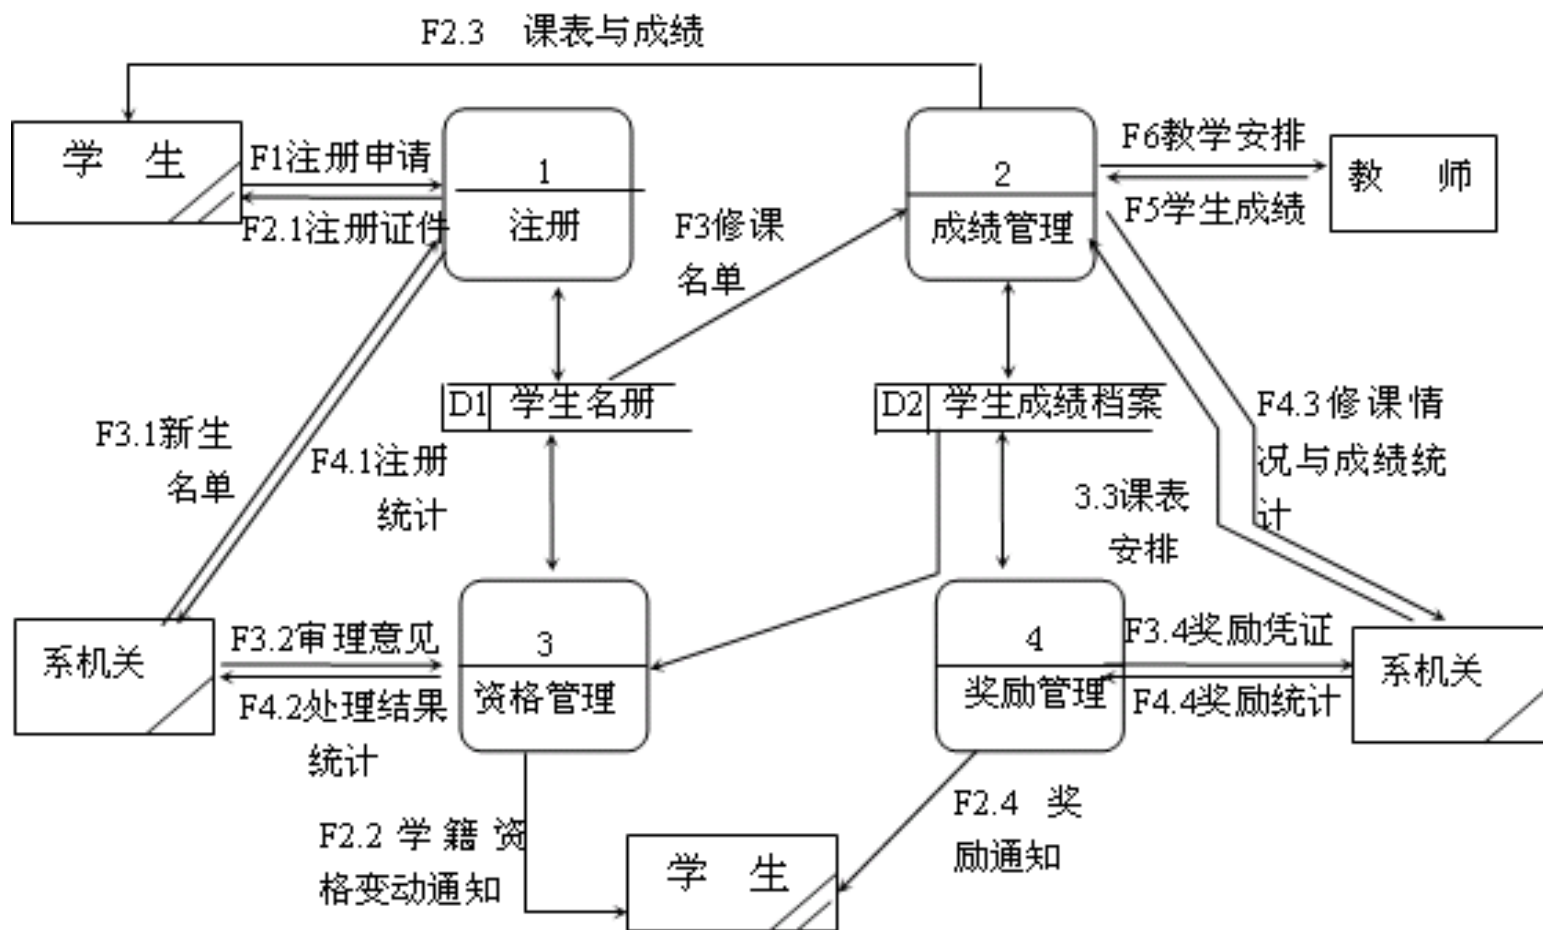 F2.3 课表与成绩
学 生
F1注册申请
F2.1注册证件
1
注册
F3修课
名单
2
成绩管理
F6教学安排
F5学生成绩
教 师
D1 学生名册
D2 学生成绩档案
F3.1新生
名单
F4.1注册
统计
3.3课表
安排
F4.3修课情
况与成绩统
计
系机关
F3.2审理意见
F4.2处理结果
统计
3
资格管理
4
奖励管理
F3.4奖励凭证
F4.4奖励统计
系机关
F2.2 学籍资
格变动通知
学 生
F2.4 奖
励通知